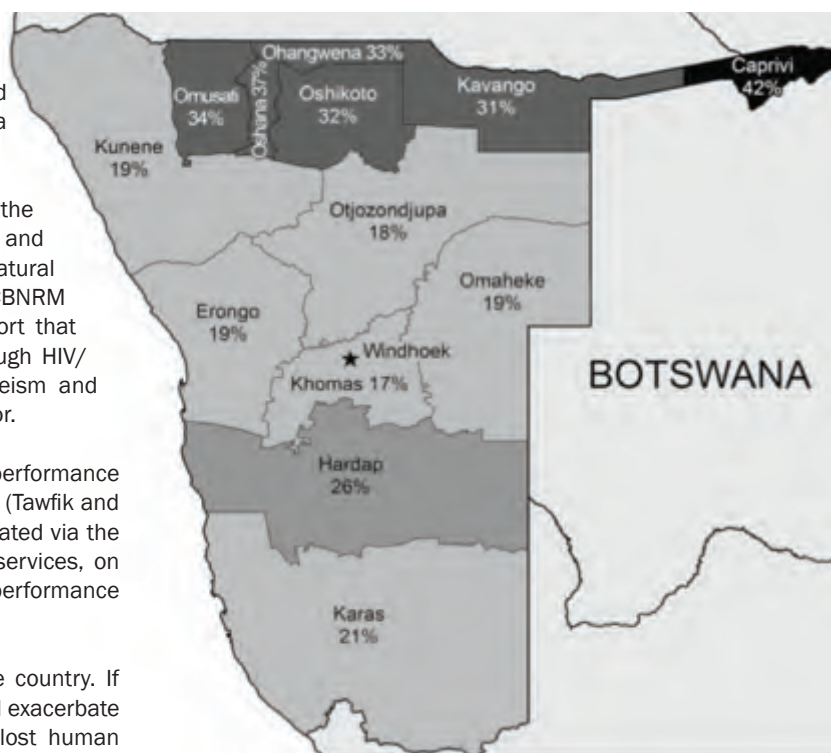 d
a
the
and
atural
CBNRM
ort that
ugh HIV/
eism and
or.
performance
(Tawfik and
ated via the
services, on
performance
e country. If
d exacerbate
lost human
Ohangwena 33%
Caprivi
42%
Omusati
34%
Oshana 37%
Oshikoto
32%
Kavango
31%
Kunene
19%
Otjozondjupa
18%
Omaheke
19%
Erongo
19%
Windhoek
Khomas 17%
BOTSWANA
Hardap
26%
Karas
21%